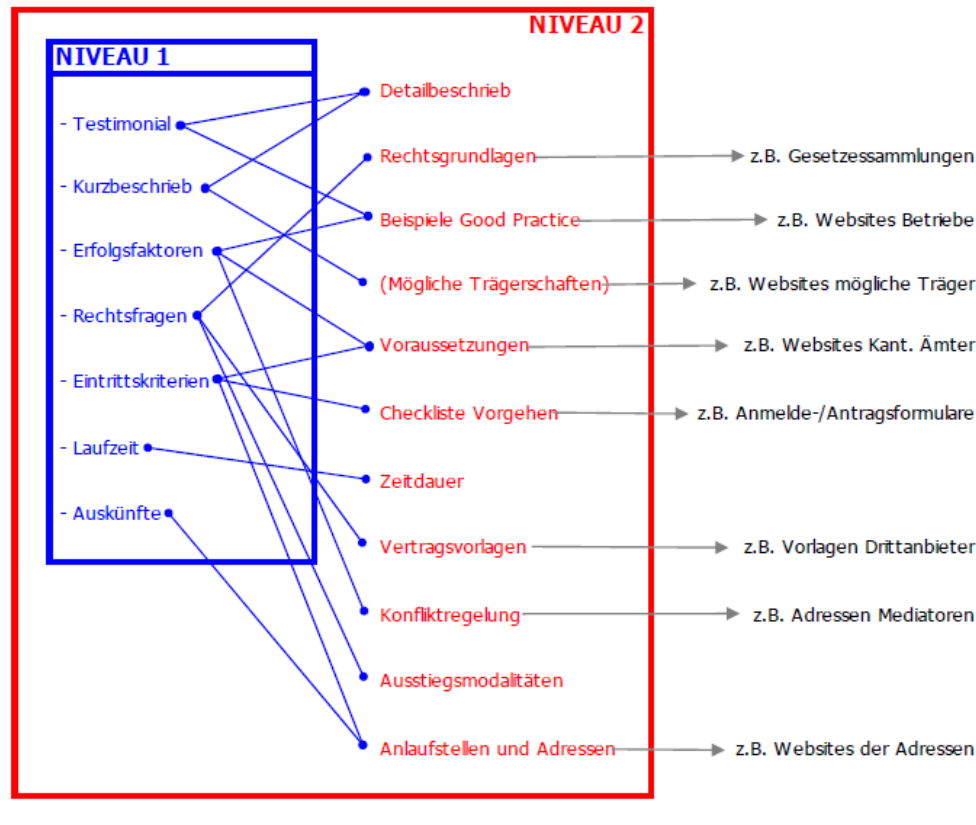 NIVEAU 2
NIVEAU 1
Detailbeschrieb
- Testimonial
Rechtsgrundlagen
z.B. Gesetzessammlungen
- Kurzbeschrieb
Beispiele Good Practice
z.B. Websites Betriebe
- Erfolgsfaktoren
(Mögliche Trägerschaften)
z.B. Websites mögliche Träger
- Rechtsfragen
Voraussetzungen
z.B. Websites Kant. Ämter
- Eintrittskriterien
Checkliste Vorgehen
z.B. Anmelde-/Antragsformulare
- Laufzeit
Zeitdauer
- Auskünfte
Vertragsvorlagen
z.B. Vorlagen Drittanbieter
Konfliktregelung
z.B. Adressen Mediatoren
Ausstiegsmodalitäten
Anlaufstellen und Adressen
z.B. Websites der Adressen